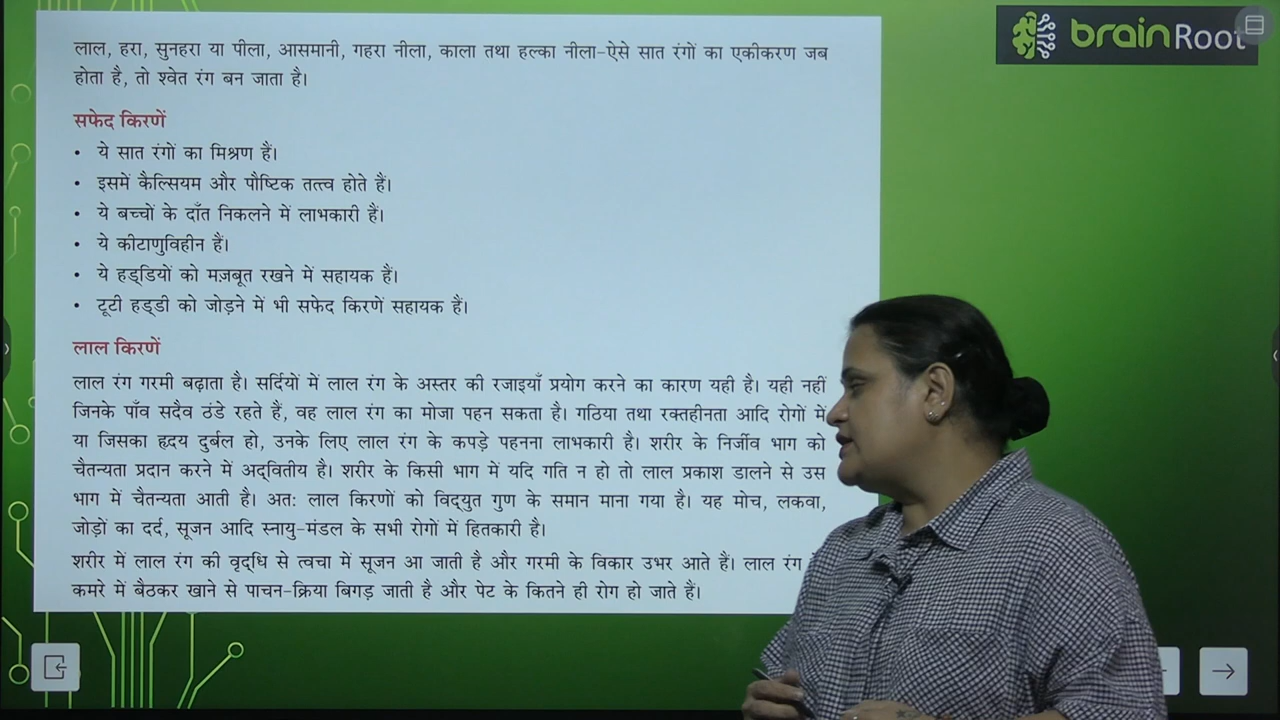 brainRoot
लाल, हरा, सुनहरा या पीला, आसमानी, गहरा नीला, काला तथा हल्का नीला-ऐसे सात रंगों का एकीकरण जब
होता है, तो श्वेत रंग बन जाता है।
सफेद किरणें
• ये सात रंगों का मिश्रण हैं।
• इसमें कैल्सियम और पौष्टिक तत्त्व होते हैं।
• ये बच्चों के दाँत निकलने में लाभकारी हैं।
• ये कीटाणुविहीन हैं।
• ये हड्डियों को मज़बूत रखने में सहायक हैं।
• टूटी हड्डी को जोड़ने में भी सफेद किरणें सहायक हैं।
लाल किरणें
लाल रंग गरमी बढ़ाता है। सर्दियों में लाल रंग के अस्तर की रजाइयाँ प्रयोग करने का कारण यही है। यही नहीं
जिनके पाँव सदैव ठंडे रहते हैं, वह लाल रंग का मोजा पहन सकता है। गठिया तथा रक्तहीनता आदि रोगों में
या जिसका हृदय दुर्बल हो, उनके लिए लाल रंग के कपड़े पहनना लाभकारी है। शरीर के निर्जीव भाग को
चैतन्यता प्रदान करने में अद्वितीय है। शरीर के किसी भाग में यदि गति न हो तो लाल प्रकाश डालने से उस
भाग में चैतन्यता आती है। अतः लाल किरणों को विद्युत गुण के समान माना गया है। यह मोच, लकवा,
जोड़ों का दर्द, सूजन आदि स्नायु-मंडल के सभी रोगों में हितकारी है।
शरीर में लाल रंग की वृद्धि से त्वचा में सूजन आ जाती है और गरमी के विकार उभर आते हैं। लाल रंग
कमरे में बैठकर खाने से पाचन-क्रिया बिगड़ जाती है और पेट के कितने ही रोग हो जाते हैं।